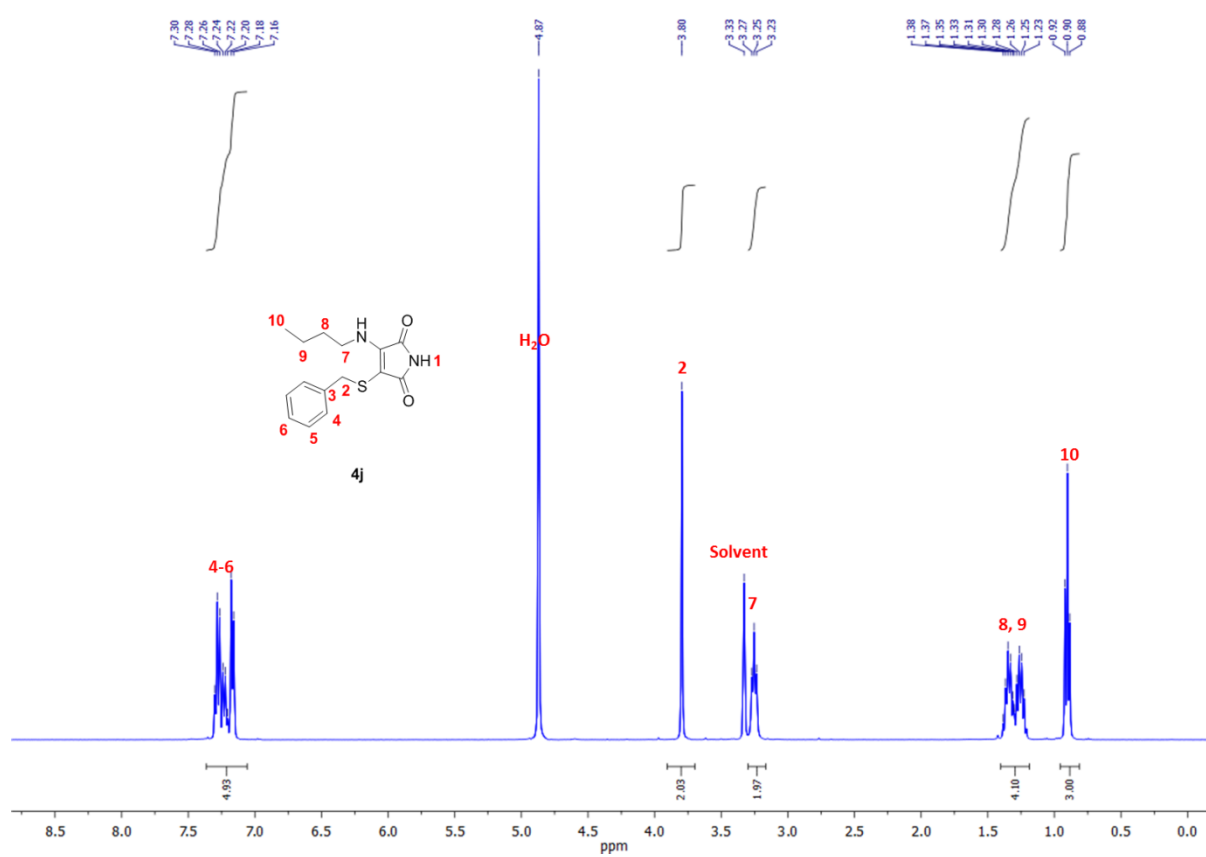 7.30 7.28 7.26 7.24 7.22 7.20 7.18 7.16 4.87 3.80 3.33 3.27 3.25 3.23 1.38 1.37 1.35 1.33 1.31 1.30 1.28 1.26 1.25 1.23 0.92 0.90 0.88
10 8 H N O
9 7 NH 1
S O
3 2
4
6 5
4j
H₂O
2
10
Solvent
4-6
7
8, 9
4.93 2.03 1.97 4.10 3.00
8.5 8.0 7.5 7.0 6.5 6.0 5.5 5.0 4.5 4.0 3.5 3.0 2.5 2.0 1.5 1.0 0.5 0.0
ppm